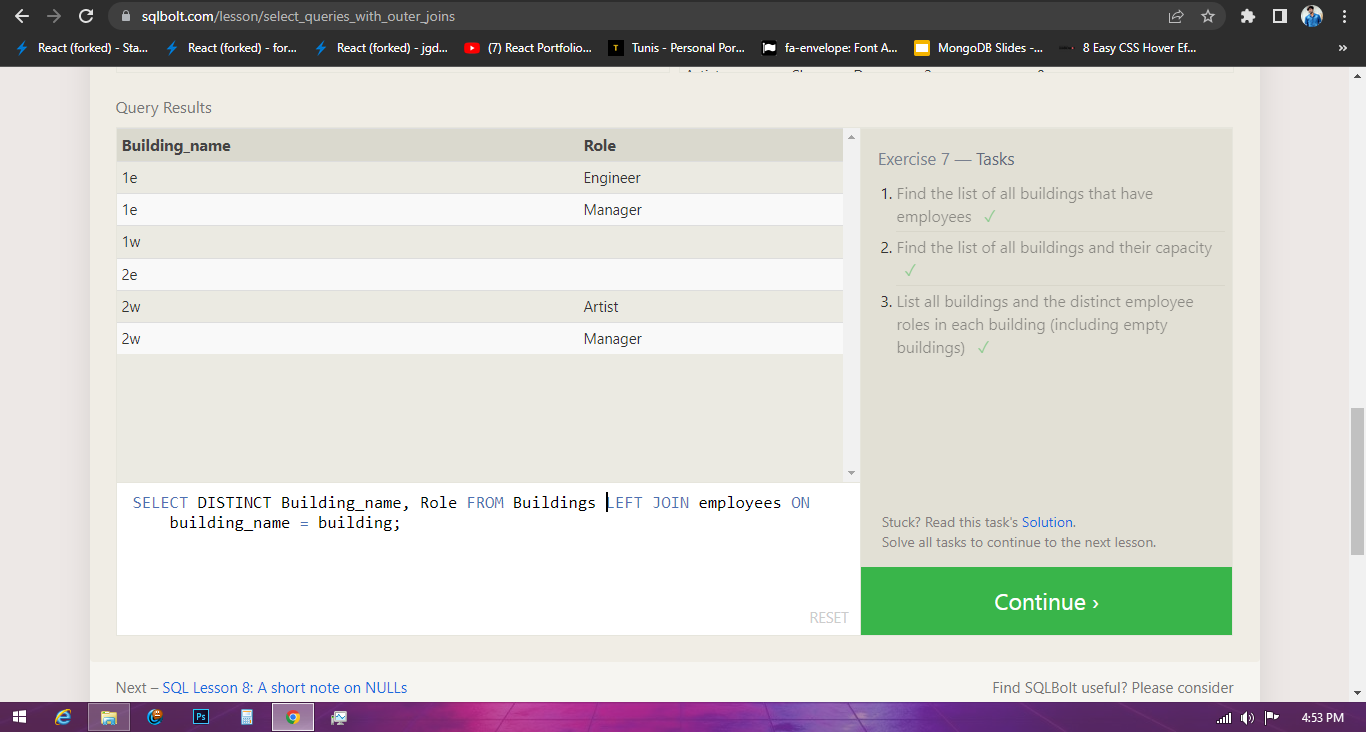 sqlbolt.com/lesson/select_queries_with_outer_joins
React (forked) - Sta... React (forked) - for... React (forked) - jgd... (7) React Portfolio... T Tunis - Personal Por... fa-envelope: Font A... MongoDB Slides -... 8 Easy CSS Hover Ef... »
Query Results
Building_name Role
1e Engineer
1e Manager
1w
2e
2w Artist
2w Manager
SELECT DISTINCT Building_name, Role FROM Buildings LEFT JOIN employees ON
building_name = building;
RESET
Exercise 7 — Tasks
1. Find the list of all buildings that have
employees ✓
2. Find the list of all buildings and their capacity
✓
3. List all buildings and the distinct employee
roles in each building (including empty
buildings) ✓
Stuck? Read this task's Solution.
Solve all tasks to continue to the next lesson.
Continue ›
Next – SQL Lesson 8: A short note on NULLs
Find SQLBolt useful? Please consider
Ps
4:53 PM